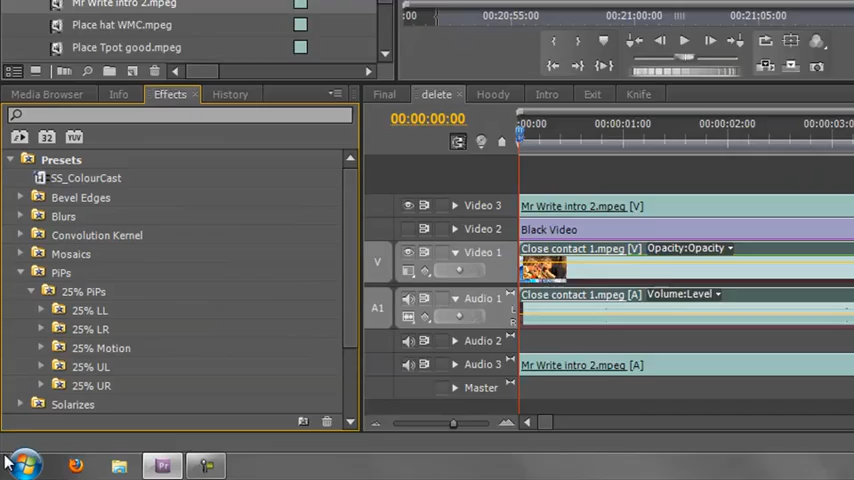 Mr Write intro 2.mpeg
Place hat WMC.mpeg
Place Tpot good.mpeg
:00 00;20;55;00 00;21;00;00 00;21;05;00
Media Browser Info Effects × History
Final delete × Hoody Intro Exit Knife
00:00:00:00
:00:00 00:00:01:00 00:00:02:00 00:00:03:0
32 YUV
Presets
SS_ColourCast
Bevel Edges
Blurs
Convolution Kernel
Mosaics
PiPs
25% PiPs
25% LL
25% LR
25% Motion
25% UL
25% UR
Solarizes
Video 3 Mr Write intro 2.mpeg [V]
Video 2 Black Video
V Video 1 Close contact 1.mpeg [V] Opacity:Opacity
A1 Audio 1 Close contact 1.mpeg [A] Volume:Level
L
R
Audio 2
Audio 3 Mr Write intro 2.mpeg [A]
Master
Pr